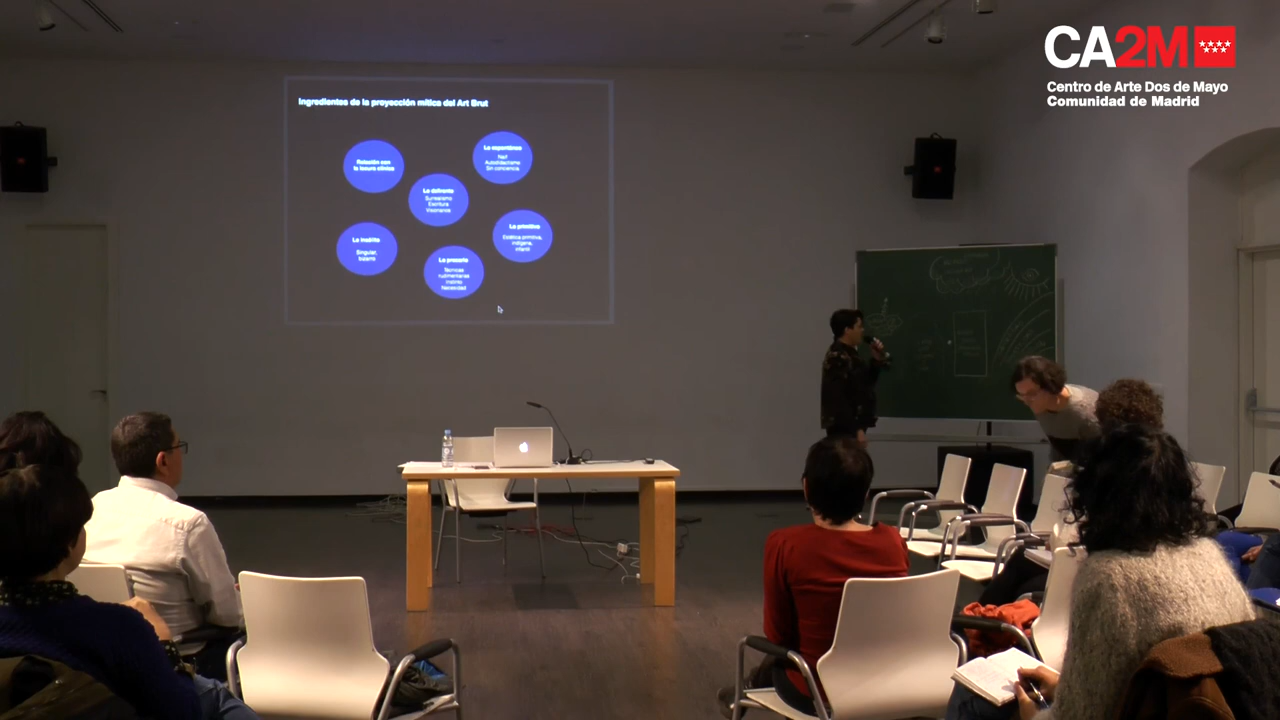 CA2M
Centro de Arte Dos de Mayo
Comunidad de Madrid
Ingredientes de la proyección mítica del Art Brut
Relación con
la locura clínica
Lo espontáneo
Naif
Autodidactismo
Sin conciencia
Lo delirante
Surrealismo
Escritura
Visionarios
Lo primitivo
Estética primitiva,
indígena,
infantil
Lo insólito
Singular,
bizarro
Lo precario
Técnicas
rudimentarias
Instinto
Necesidad